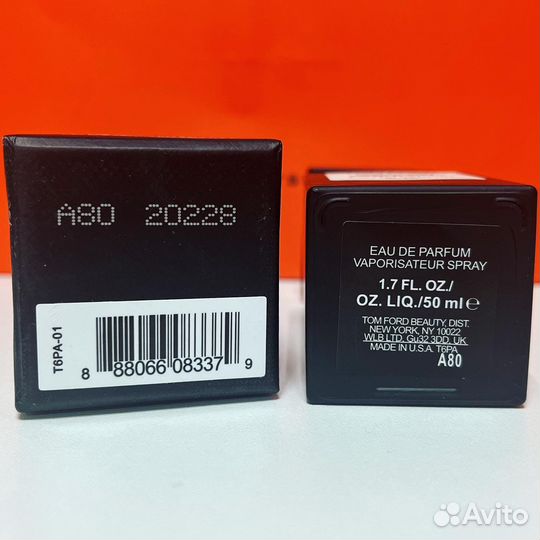 A80 20228
T6PA-01
8 88066 08337 9
EAU DE PARFUM
VAPORISATEUR SPRAY
1.7 FL. OZ./
OZ. LIQ./50 ml ℮
TOM FORD BEAUTY, DIST.
NEW YORK, NY 10022
WLB LTD, Gu32 3DD, UK
MADE IN U.S.A. T6PA
A80
Avito